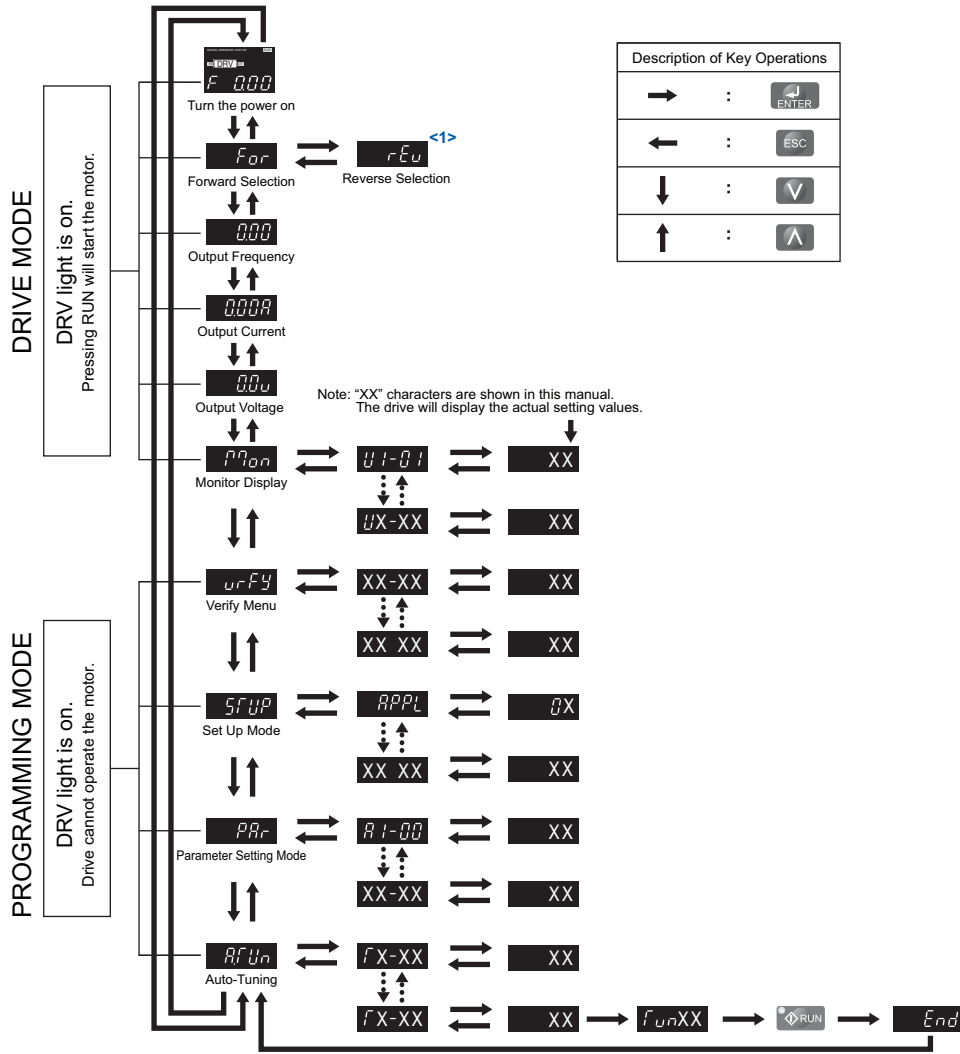 DRIVE MODE
DRV light is on.
Pressing RUN will start the motor.
DRV
F 0.00
Turn the power on
For
Forward Selection
rEv
<1>
Reverse Selection
0.00
Output Frequency
0.00A
Output Current
0.0v
Output Voltage
Note: “XX” characters are shown in this manual.
The drive will display the actual setting values.
Mon
Monitor Display
U1-01
XX
UX-XX
XX
Description of Key Operations
→ : ENTER
← : ESC
↓ : V
↑ : Λ
PROGRAMMING MODE
DRV light is on.
Drive cannot operate the motor.
vrFY
Verify Menu
XX-XX
XX
XX XX
XX
STUP
Set Up Mode
APPL
0X
XX XX
XX
PAr
Parameter Setting Mode
A1-00
XX
XX-XX
XX
A.TUn
Auto-Tuning
TX-XX
XX
TX-XX
XX
TunXX
RUN
End